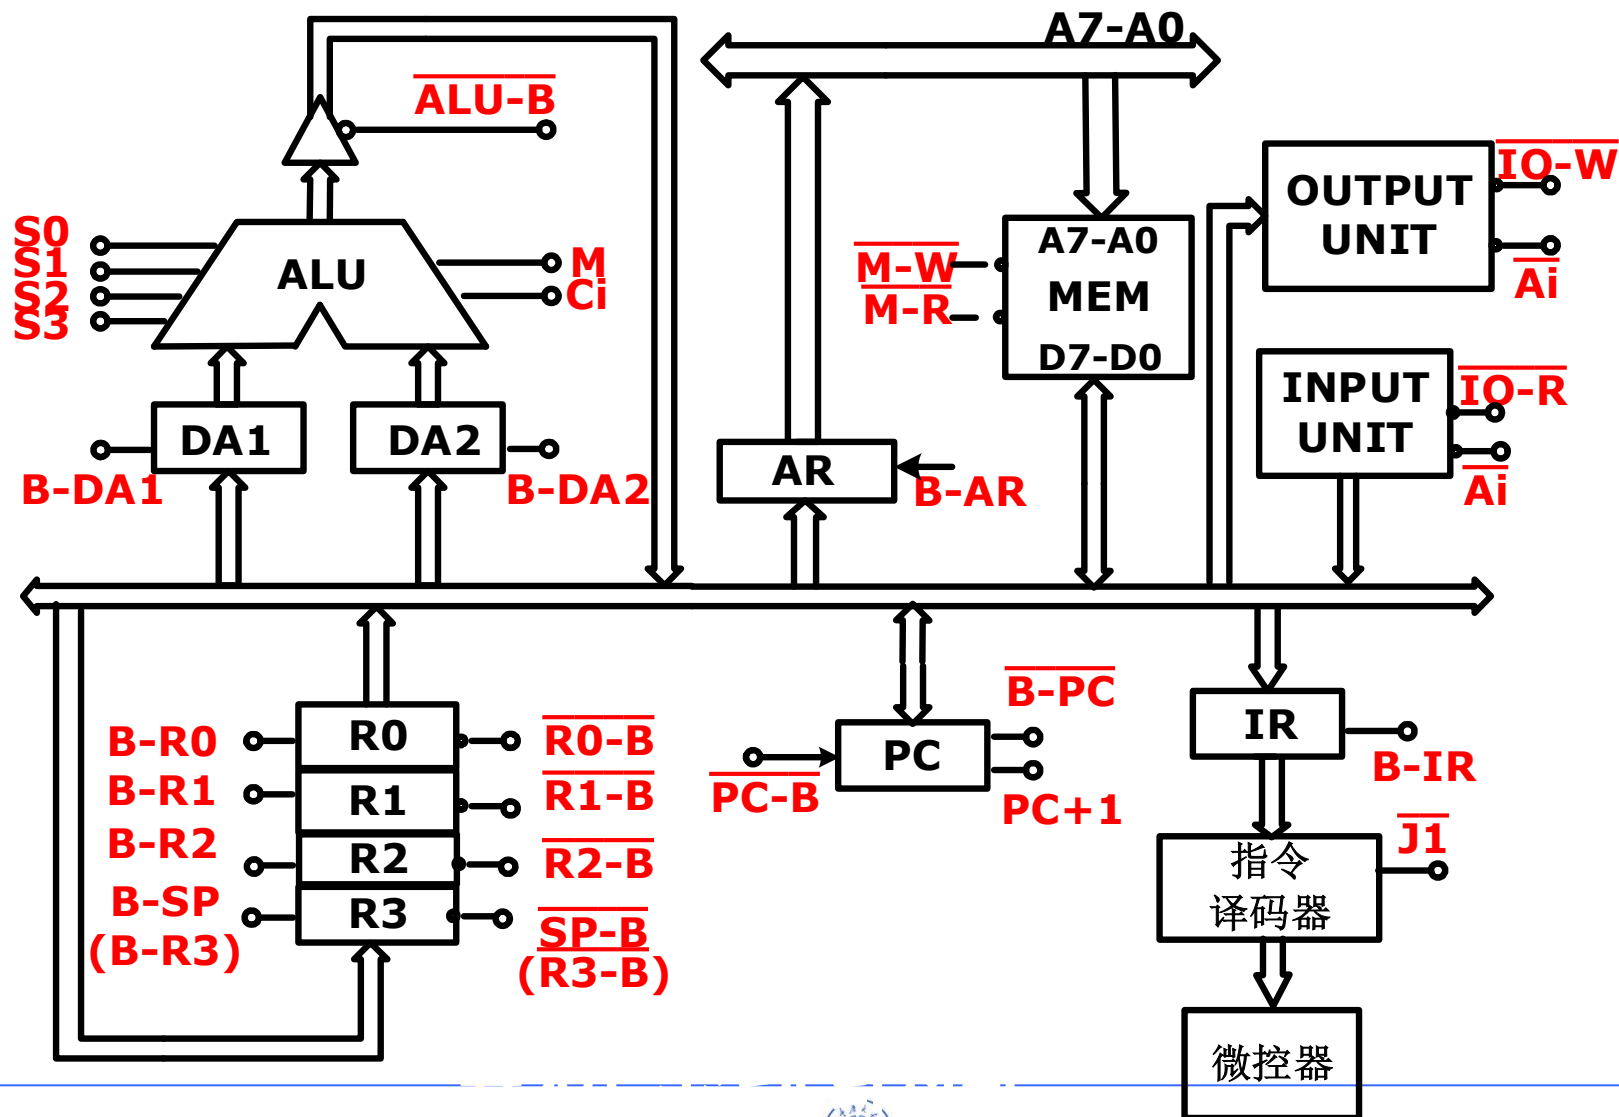 A7-A0
ALU-B
IO-W
OUTPUT
UNIT
Ai
S0
S1
S2
S3
ALU
M
Ci
M-W
M-R
A7-A0
MEM
D7-D0
INPUT
UNIT
IO-R
Ai
DA1
DA2
B-DA1
B-DA2
AR
B-AR
B-R0
R0
R0-B
B-R1
R1
R1-B
B-R2
R2
R2-B
B-SP
(B-R3)
R3
SP-B
(R3-B)
B-PC
PC
PC-B
PC+1
IR
B-IR
J1
指令
译码器
微控器